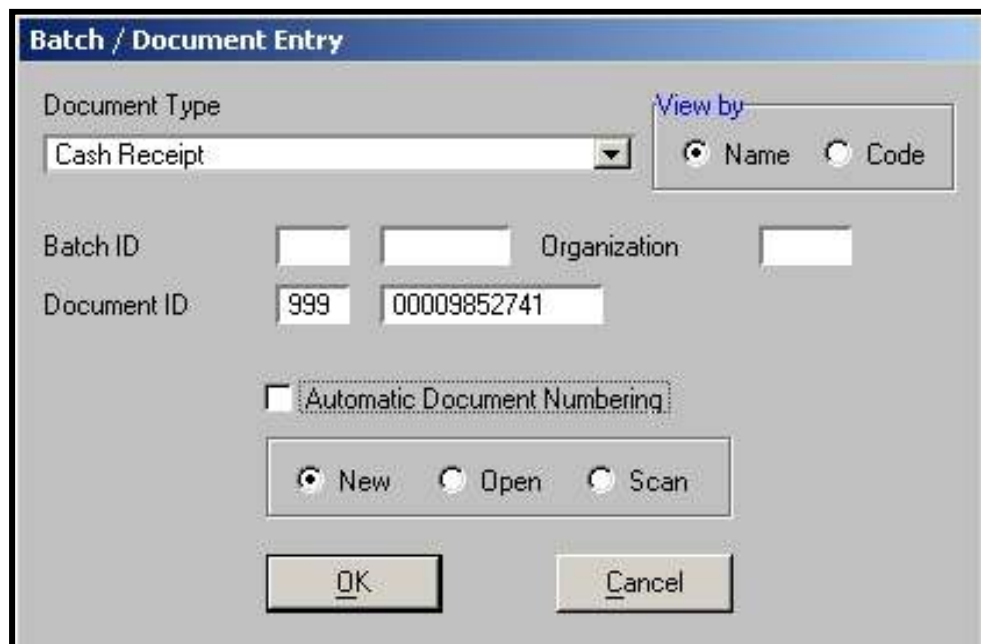 Batch / Document Entry
Document Type
View by
Cash Receipt
Name Code
Batch ID Organization
Document ID 999 00009852741
Automatic Document Numbering
New Open Scan
OK Cancel